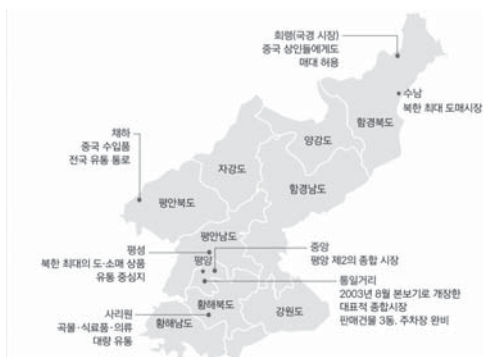 회령(국경 시장)
중국 상인들에게도
매대 허용
수남
북한 최대 도매시장
함경북도
양강도
자강도
함경남도
채하
중국 수입품
전국 유통 통로
평안북도
평안남도
평성
북한 최대의 도·소매 상품
유통 중심지
평양
중앙
평양 제2의 종합 시장
통일거리
2003년 8월 본보기로 개장한
대표적 종합시장
판매건물 3동, 주차장 완비
황해북도
강원도
사리원
곡물·식료품·의류
대량 유통
황해남도